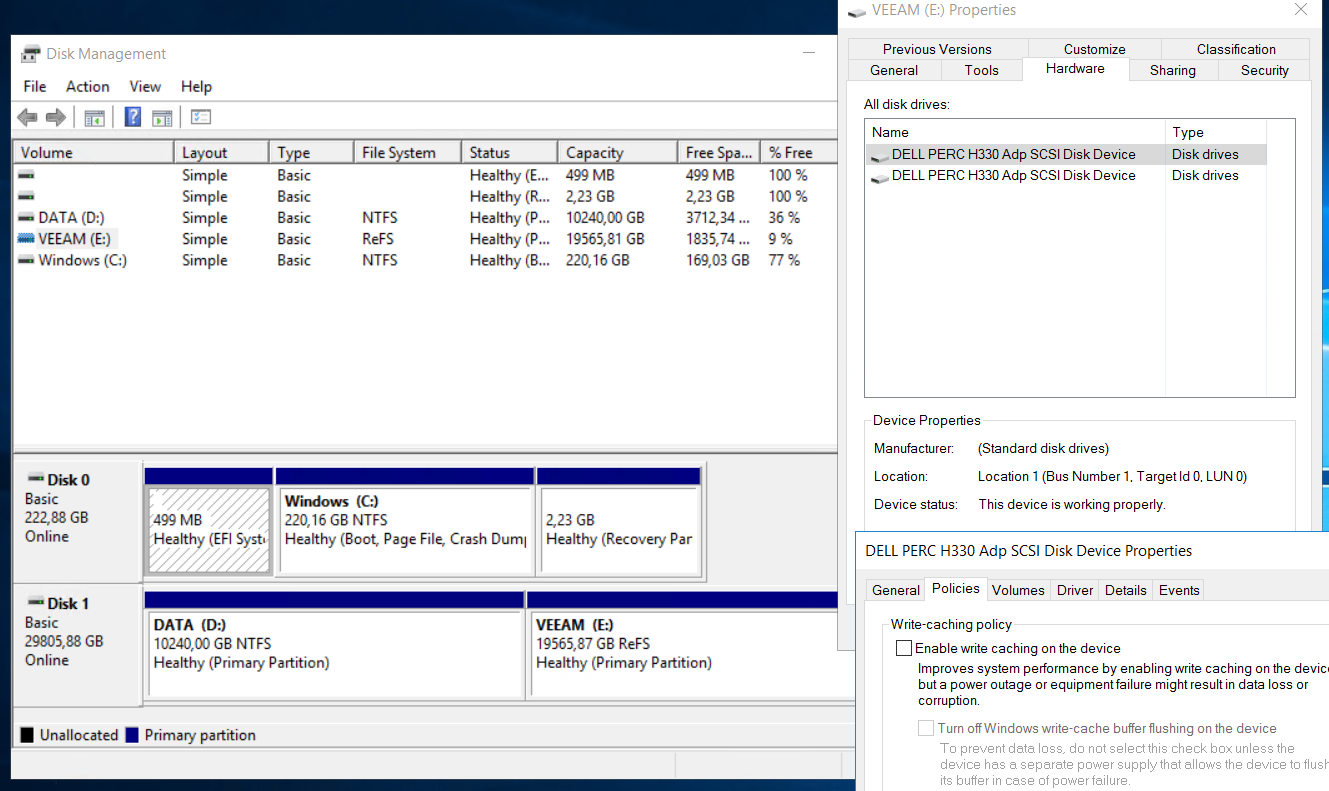 Disk Management
File Action View Help
Volume Layout Type File System Status Capacity Free Spa... % Free
Simple Basic Healthy (E... 499 MB 499 MB 100 %
Simple Basic Healthy (R... 2,23 GB 2,23 GB 100 %
DATA (D:) Simple Basic NTFS Healthy (P... 10240,00 GB 3712,34 ... 36 %
VEEAM (E:) Simple Basic ReFS Healthy (P... 19565,81 GB 1835,74 ... 9 %
Windows (C:) Simple Basic NTFS Healthy (B... 220,16 GB 169,03 GB 77 %
Disk 0
Basic
222,88 GB
Online
499 MB
Healthy (EFI Syst
Windows (C:)
220,16 GB NTFS
Healthy (Boot, Page File, Crash Dump
2,23 GB
Healthy (Recovery Par
Disk 1
Basic
29805,88 GB
Online
DATA (D:)
10240,00 GB NTFS
Healthy (Primary Partition)
VEEAM (E:)
19565,87 GB ReFS
Healthy (Primary Partition)
Unallocated Primary partition
VEEAM (E:) Properties
Previous Versions Customize Classification
General Tools Hardware Sharing Security
All disk drives:
Name Type
DELL PERC H330 Adp SCSI Disk Device Disk drives
DELL PERC H330 Adp SCSI Disk Device Disk drives
Device Properties
Manufacturer: (Standard disk drives)
Location: Location 1 (Bus Number 1, Target Id 0, LUN 0)
Device status: This device is working properly.
DELL PERC H330 Adp SCSI Disk Device Properties
General Policies Volumes Driver Details Events
Write-caching policy
Enable write caching on the device
Improves system performance by enabling write caching on the device
but a power outage or equipment failure might result in data loss or
corruption.
Turn off Windows write-cache buffer flushing on the device
To prevent data loss, do not select this check box unless the
device has a separate power supply that allows the device to flush
its buffer in case of power failure.